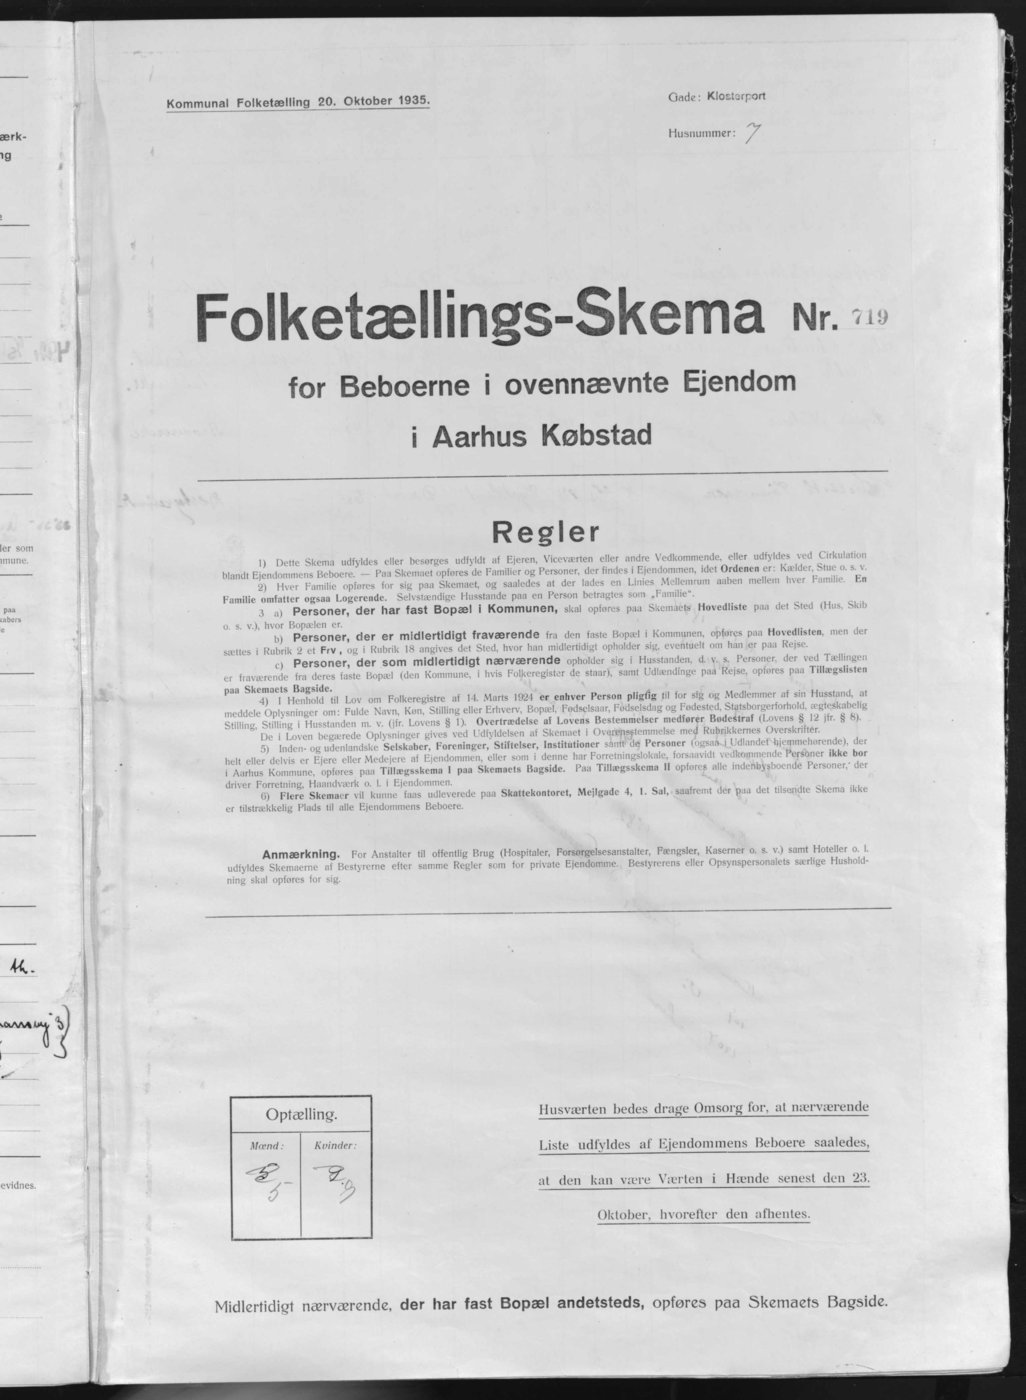 Kommunal Folketælling 20. Oktober 1935.
Gade: Klosterport
Husnummer: 7
Folketællings-Skema Nr. 719
for Beboerne i ovennævnte Ejendom
i Aarhus Købstad
Regler
1) Dette Skema udfyldes eller besørges udfyldt af Ejeren, Viceværten eller andre Vedkommende, eller udfyldes ved Cirkulation
blandt Ejendommens Beboere. — Paa Skemaet opføres de Familier og Personer, der findes i Ejendommen, idet Ordenen er: Kælder, Stue o. s. v.
2) Hver Familie opføres for sig paa Skemaet, og saaledes at der lades en Linies Mellemrum aaben mellem hver Familie. En
Familie omfatter ogsaa Logerende. Selvstændige Husstande paa en Person betragtes som „Familie“.
3 a) Personer, der har fast Bopæl i Kommunen, skal opføres paa Skemaets Hovedliste paa det Sted (Hus, Skib
o. s. v.), hvor Bopælen er.
b) Personer, der er midlertidigt fraværende fra den faste Bopæl i Kommunen, opføres paa Hovedlisten, men der
sættes i Rubrik 2 et Frv, og i Rubrik 18 angives det Sted, hvor han midlertidigt opholder sig, eventuelt om han er paa Rejse.
c) Personer, der som midlertidigt nærværende opholder sig i Husstanden, d. v. s. Personer, der ved Tællingen
er fraværende fra deres faste Bopæl (den Kommune, i hvis Folkeregister de staar), samt Udlændinge paa Rejse, opføres paa Tillægslisten
paa Skemaets Bagside.
4) I Henhold til Lov om Folkeregistre af 14. Marts 1924 er enhver Person pligtig til for sig og Medlemmer af sin Husstand, at
meddele Oplysninger om: Fulde Navn, Køn, Stilling eller Erhverv, Bopæl, Fødselsaar, Fødselsdag og Fødested, Statsborgerforhold, ægteskabelig
Stilling, Stilling i Husstanden m. v. (jfr. Lovens § 1). Overtrædelse af Lovens Bestemmelser medfører Bødestraf (Lovens § 12 jfr. § 8).
De i Loven begærede Oplysninger gives ved Udfyldelsen af Skemaet i Overensstemmelse med Rubrikkernes Overskrifter.
5) Inden- og udenlandske Selskaber, Foreninger, Stiftelser, Institutioner samt de Personer (ogsaa i Udlandet hjemmehørende), der
helt eller delvis er Ejere eller Medejere af Ejendommen, eller som i denne har Forretningslokale, forsaavidt vedkommende Personer ikke bor
i Aarhus Kommune, opføres paa Tillægsskema I paa Skemaets Bagside. Paa Tillægsskema II opføres alle indenbysboende Personer, der
driver Forretning, Haandværk o. l. i Ejendommen.
6) Flere Skemaer vil kunne faas udleverede paa Skattekontoret, Mejlgade 4, 1. Sal, saafremt der paa det tilsendte Skema ikke
er tilstrækkelig Plads til alle Ejendommens Beboere.
Anmærkning. For Anstalter til offentlig Brug (Hospitaler, Forsørgelsesanstalter, Fængsler, Kaserner o. s. v.) samt Hoteller o. l.
udfyldes Skemaerne af Bestyrerne efter samme Regler som for private Ejendomne. Bestyrerens eller Opsynspersonalets særlige Hushold-
ning skal opføres for sig.
Optælling.
Mænd: Kvinder:
5 9
Husværten bedes drage Omsorg for, at nærværende
Liste udfyldes af Ejendommens Beboere saaledes,
at den kan være Værten i Hænde senest den 23.
Oktober, hvorefter den afhentes.
Midlertidigt nærværende, der har fast Bopæl andetsteds, opføres paa Skemaets Bagside.